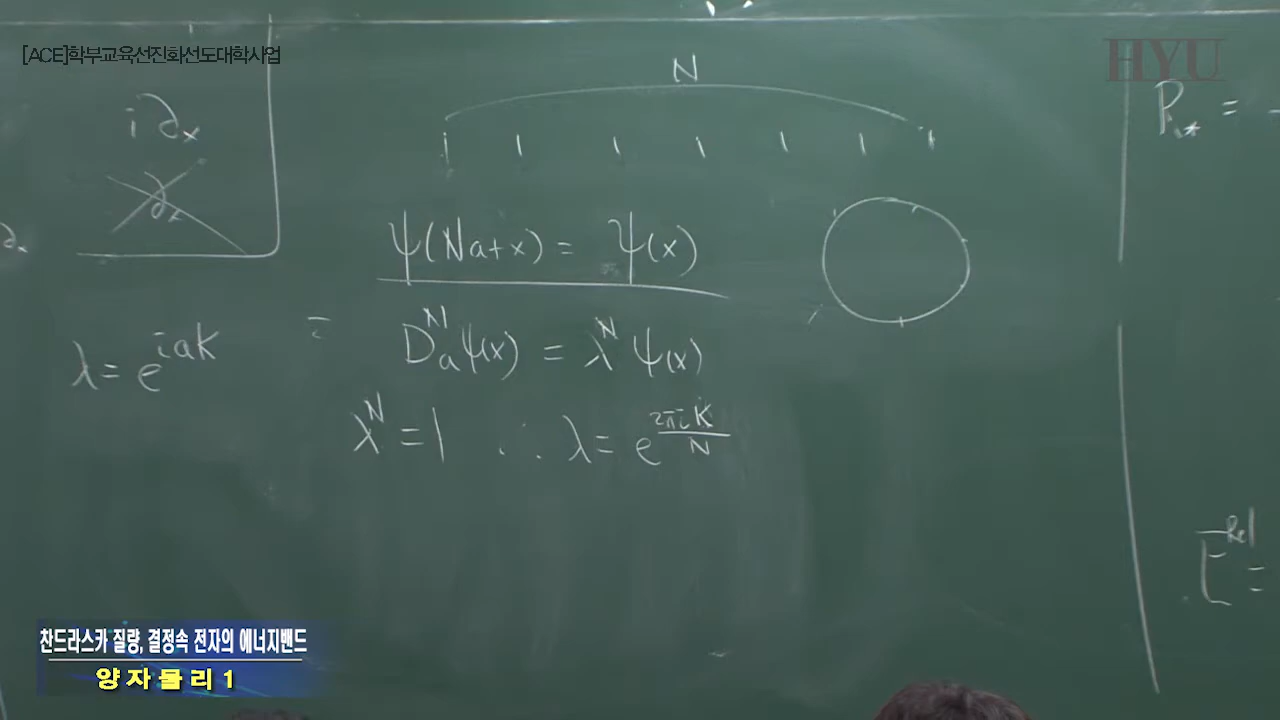 [ACE]학부교육선진화선도대학사업
HYU
N
i∂ₓ
ψ(Na+x) = ψ(x)
λ = e^{iak}
D_a^N ψ(x) = λ^N ψ(x)
λ^N = 1 ∴ λ = e^{\frac{2πiK}{N}}
찬드라스카 질량, 결정속 전자의 에너지밴드
양자물리1